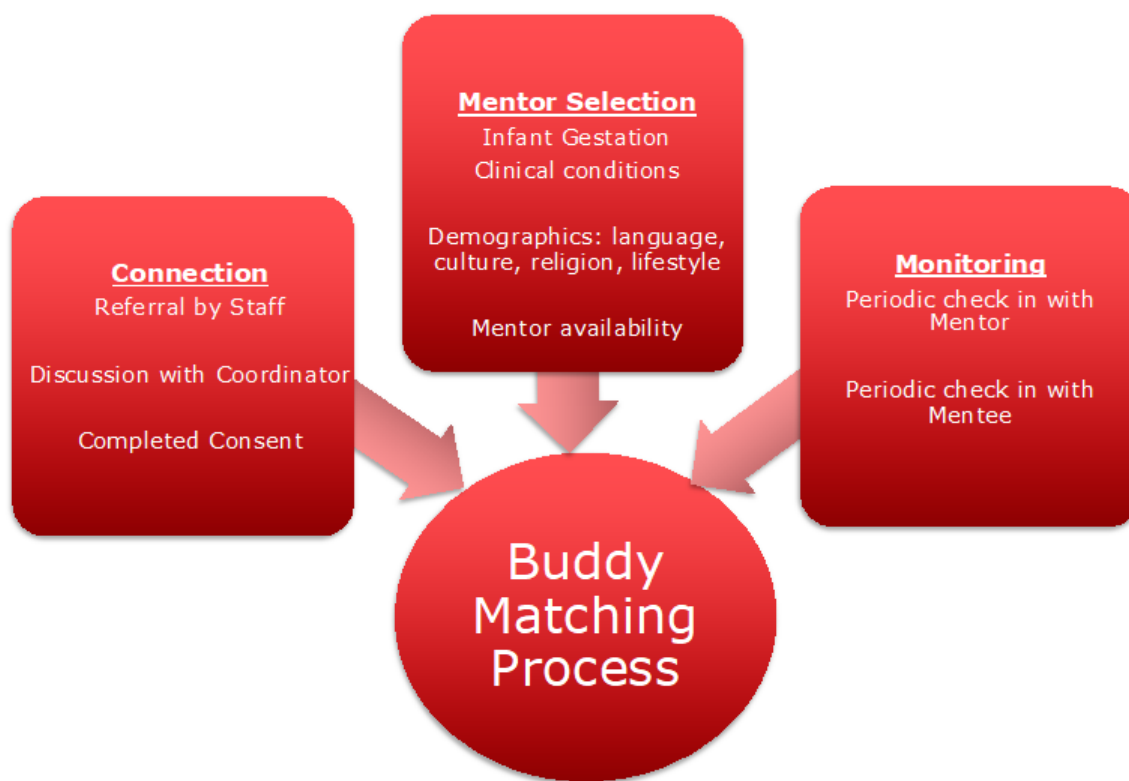 Mentor Selection
Infant Gestation
Clinical conditions
Demographics: language,
culture, religion, lifestyle
Mentor availability
Connection
Referral by Staff
Discussion with Coordinator
Completed Consent
Monitoring
Periodic check in with
Mentor
Periodic check in with
Mentee
Buddy
Matching
Process